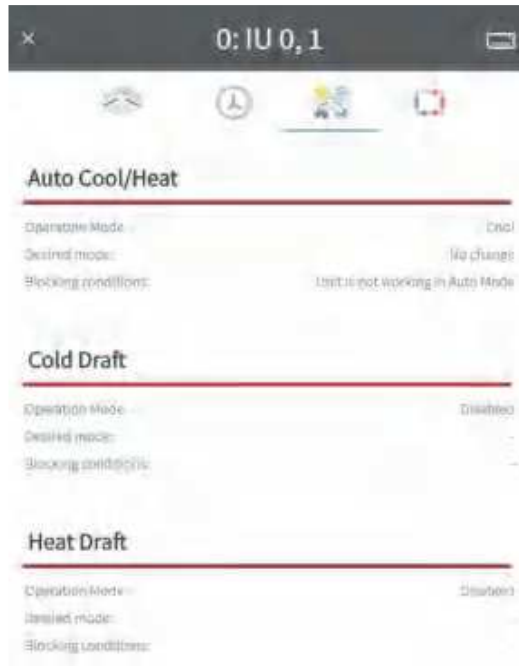 × 0: IU 0, 1
Auto Cool/Heat
Operation Mode: Cool
Desired mode: No change
Blocking conditions: Unit is not working in Auto Mode
Cold Draft
Operation Mode: Disabled
Desired mode: -
Blocking conditions: -
Heat Draft
Operation Mode: Disabled
Desired mode:
Blocking conditions: